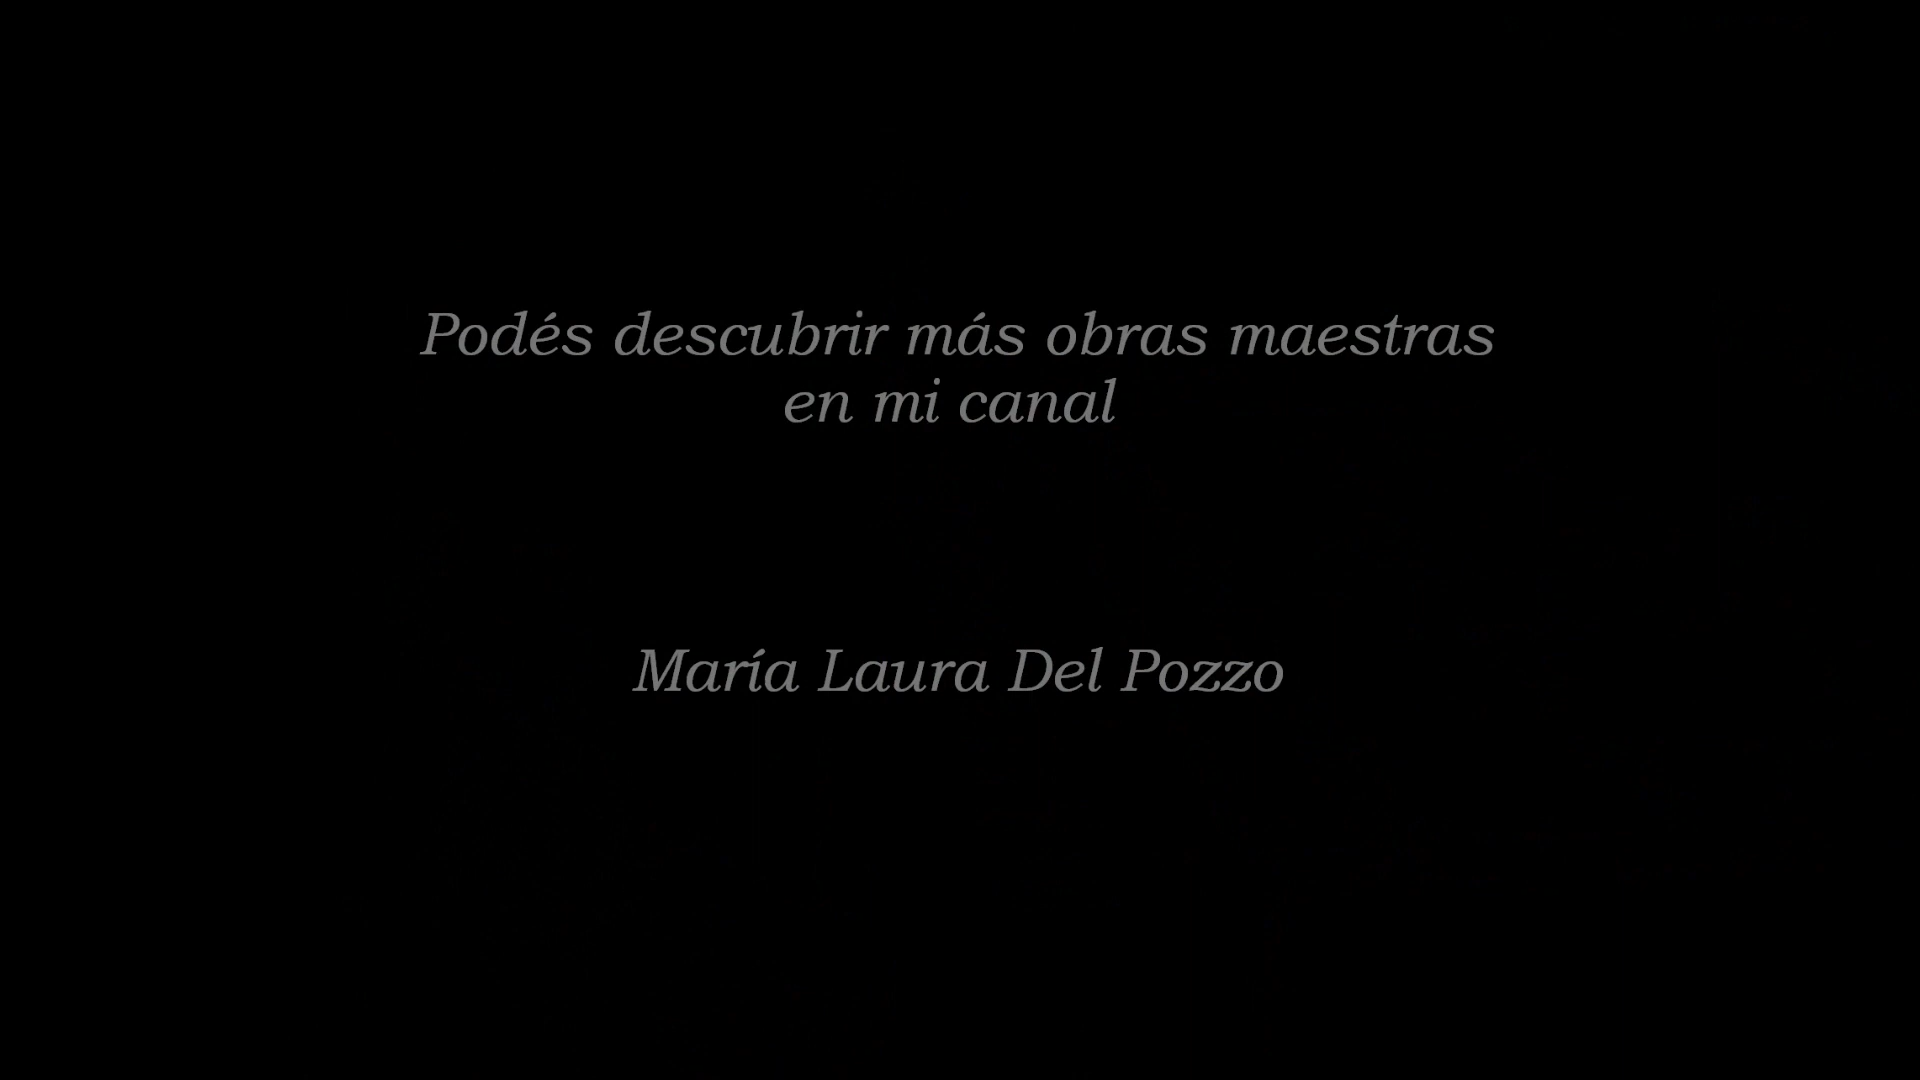 Podés descubrir más obras maestras
en mi canal
María Laura Del Pozzo